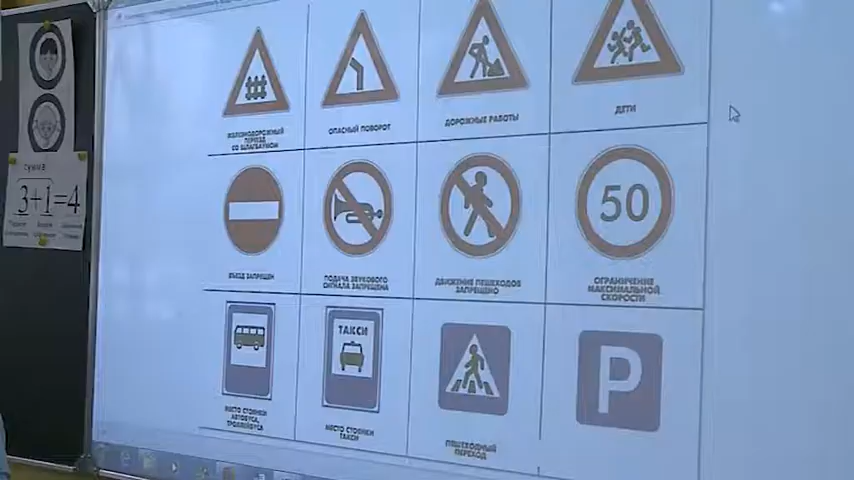 сумма
3+1=4
ЖЕЛЕЗНОДОРОЖНЫЙ
ПЕРЕЕЗД
СО ШЛАГБАУМОМ
ОПАСНЫЙ ПОВОРОТ
ДОРОЖНЫЕ РАБОТЫ
ДЕТИ
50
ВЪЕЗД ЗАПРЕЩЕН
ПОДАЧА ЗВУКОВОГО
СИГНАЛА ЗАПРЕЩЕНА
ДВИЖЕНИЕ ПЕШЕХОДОВ
ЗАПРЕЩЕНО
ОГРАНИЧЕНИЕ
МАКСИМАЛЬНОЙ
СКОРОСТИ
ТАКСИ
P
МЕСТО СТОЯНКИ
АВТОБУСА,
ТРОЛЛЕЙБУСА
МЕСТО СТОЯНКИ
ТАКСИ
ПЕШЕХОДНЫЙ
ПЕРЕХОД